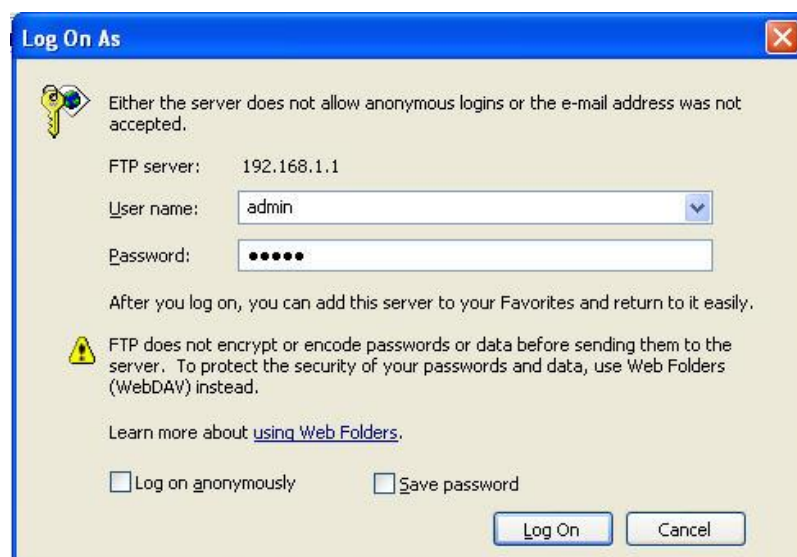 Log On As
Either the server does not allow anonymous logins or the e-mail address was not
accepted.
FTP server: 192.168.1.1
User name: admin
Password: •••••
After you log on, you can add this server to your Favorites and return to it easily.
FTP does not encrypt or encode passwords or data before sending them to the
server. To protect the security of your passwords and data, use Web Folders
(WebDAV) instead.
Learn more about using Web Folders.
Log on anonymously Save password
Log On Cancel